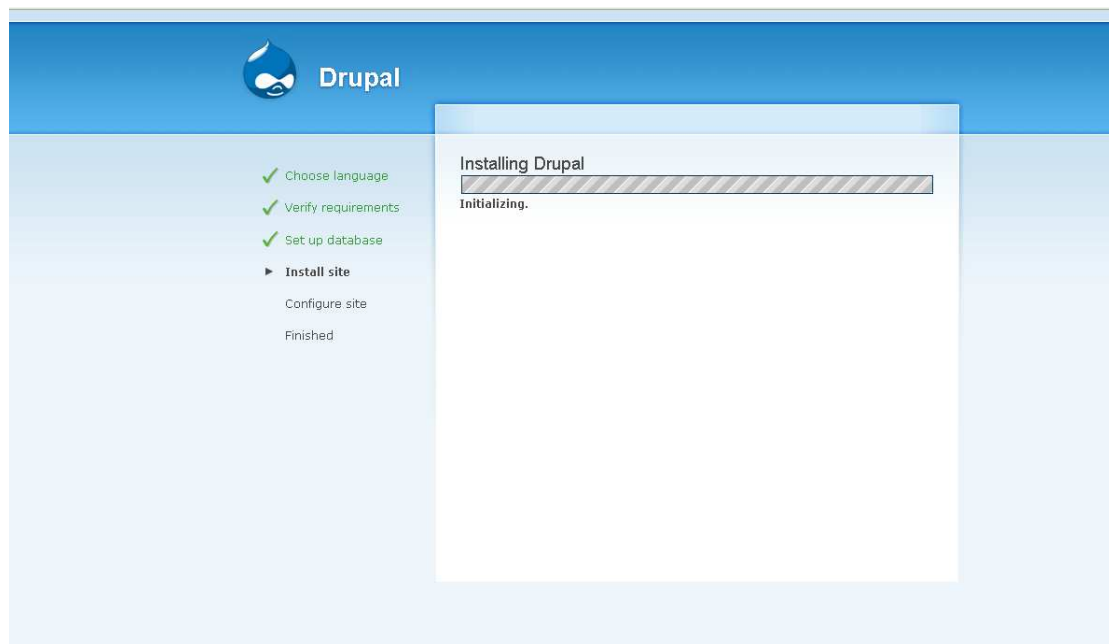 Drupal
Choose language
Verify requirements
Set up database
Install site
Configure site
Finished
Installing Drupal
Initializing.